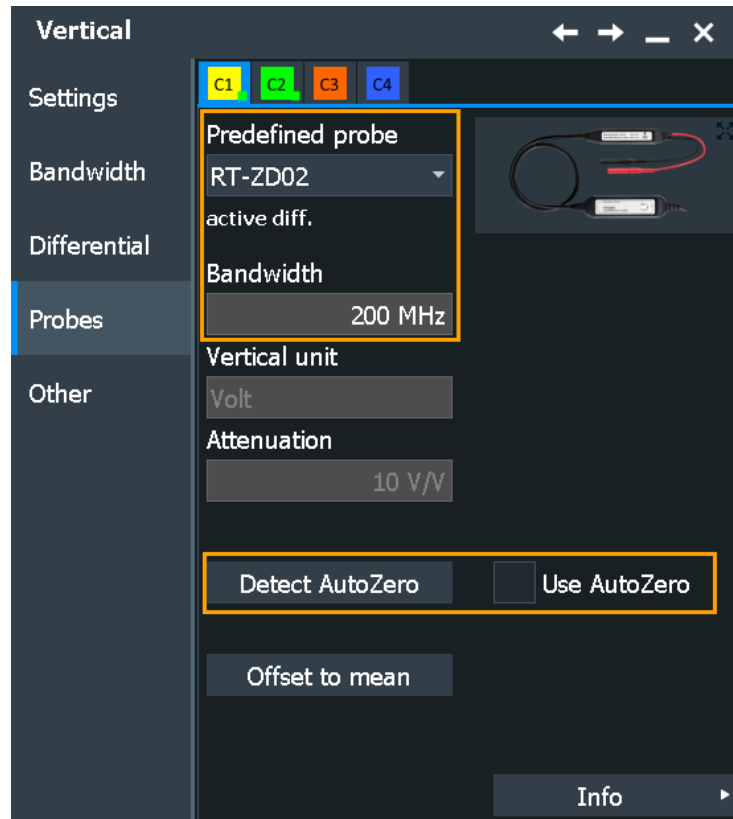 Vertical
Settings
Bandwidth
Differential
Probes
Other
C1 C2 C3 C4
Predefined probe
RT-ZD02
active diff.
Bandwidth
200 MHz
Vertical unit
Volt
Attenuation
10 V/V
Detect AutoZero Use AutoZero
Offset to mean
Info